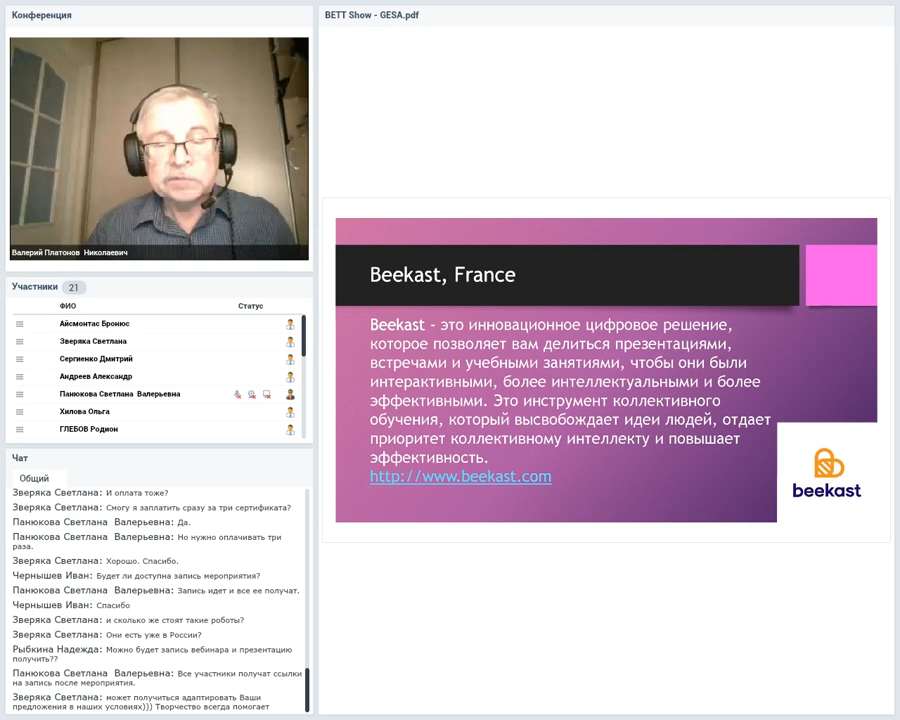 Конференция
Валерий Платонов Николаевич
Участники 21
ФИО Статус
Айсмонтас Бронюс
Зверяка Светлана
Сергиенко Дмитрий
Андреев Александр
Панюкова Светлана Валерьевна
Хилова Ольга
ГЛЕБОВ Родион
Чат
Общий
Зверяка Светлана: И оплата тоже?
Зверяка Светлана: Смогу я заплатить сразу за три сертификата?
Панюкова Светлана Валерьевна: Да.
Панюкова Светлана Валерьевна: Но нужно оплачивать три
раза.
Зверяка Светлана: Хорошо. Спасибо.
Чернышев Иван: Будет ли доступна запись мероприятия?
Панюкова Светлана Валерьевна: Запись идет и все ее получат.
Чернышев Иван: Спасибо
Зверяка Светлана: и сколько же стоят такие роботы?
Зверяка Светлана: Они есть уже в России?
Рыбкина Надежда: Можно будет запись вебинара и презентацию
получить??
Панюкова Светлана Валерьевна: Все участники получат ссылки
на запись после мероприятия.
Зверяка Светлана: может получиться адаптировать Ваши
предложения в наших условиях))) Творчество всегда помогает
BETT Show - GESA.pdf
Beekast, France
Beekast - это инновационное цифровое решение,
которое позволяет вам делиться презентациями,
встречами и учебными занятиями, чтобы они были
интерактивными, более интеллектуальными и более
эффективными. Это инструмент коллективного
обучения, который высвобождает идеи людей, отдает
приоритет коллективному интеллекту и повышает
эффективность.
http://www.beekast.com
beekast